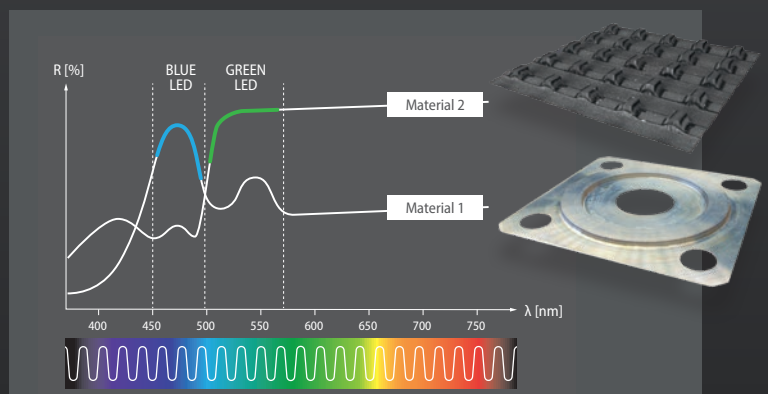 R [%]
BLUE
LED
GREEN
LED
Material 2
Material 1
λ [nm]
400 450 500 550 600 650 700 750